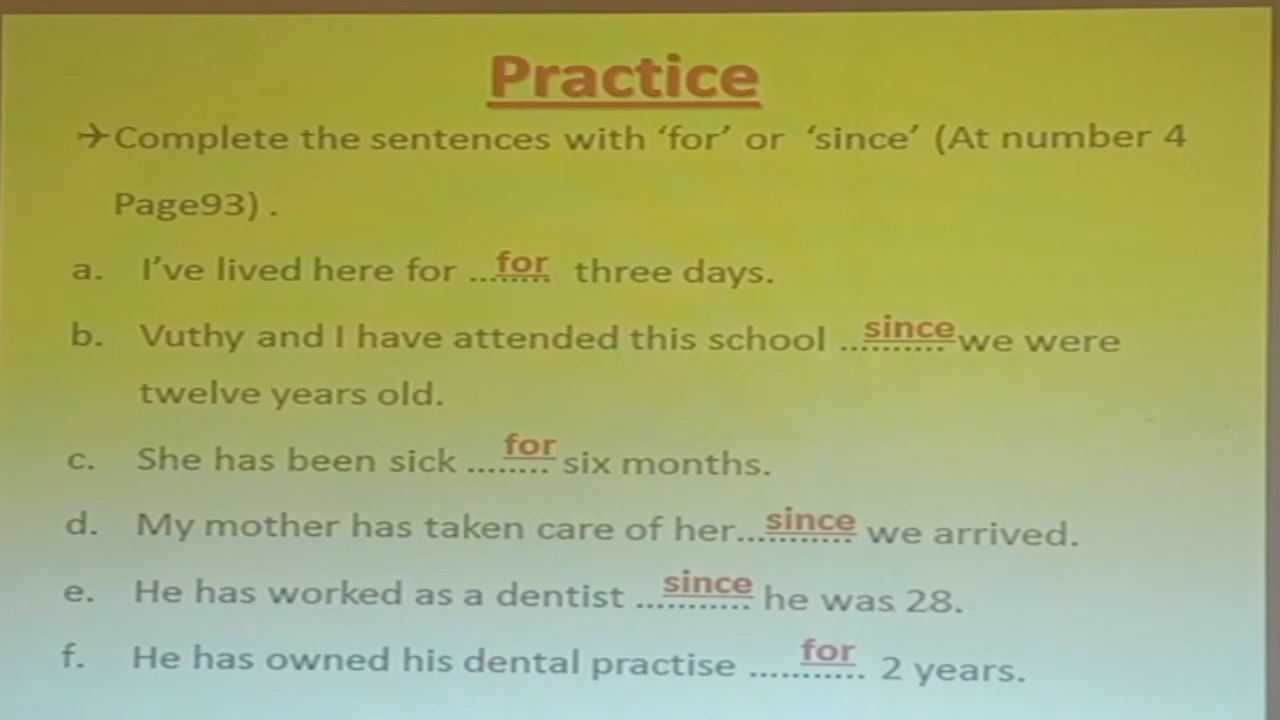 Practice
✈Complete the sentences with ‘for’ or ‘since’ (At number 4
Page93) .
a. I’ve lived here for ...for...... three days.
b. Vuthy and I have attended this school ...since....... we were
twelve years old.
c. She has been sick ........for six months.
d. My mother has taken care of her...since......... we arrived.
e. He has worked as a dentist ...since........ he was 28.
f. He has owned his dental practise ......for...... 2 years.